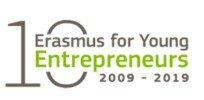 10 Erasmus for Young
Entrepreneurs
2009 - 2019